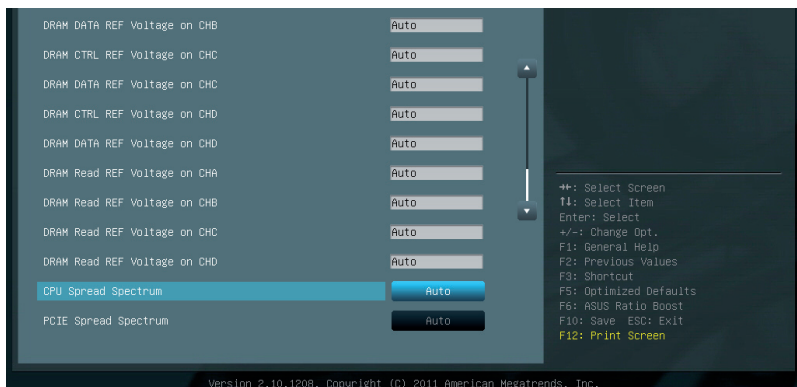 DRAM DATA REF Voltage on CHB Auto
DRAM CTRL REF Voltage on CHC Auto
DRAM DATA REF Voltage on CHC Auto
DRAM CTRL REF Voltage on CHD Auto
DRAM DATA REF Voltage on CHD Auto
DRAM Read REF Voltage on CHA Auto
DRAM Read REF Voltage on CHB Auto
DRAM Read REF Voltage on CHC Auto
DRAM Read REF Voltage on CHD Auto
CPU Spread Spectrum Auto
PCIE Spread Spectrum Auto
→←: Select Screen
↑↓: Select Item
Enter: Select
+/-: Change Opt.
F1: General Help
F2: Previous Values
F3: Shortcut
F5: Optimized Defaults
F6: ASUS Ratio Boost
F10: Save ESC: Exit
F12: Print Screen
Version 2.10.1208. Copyright (C) 2011 American Megatrends, Inc.